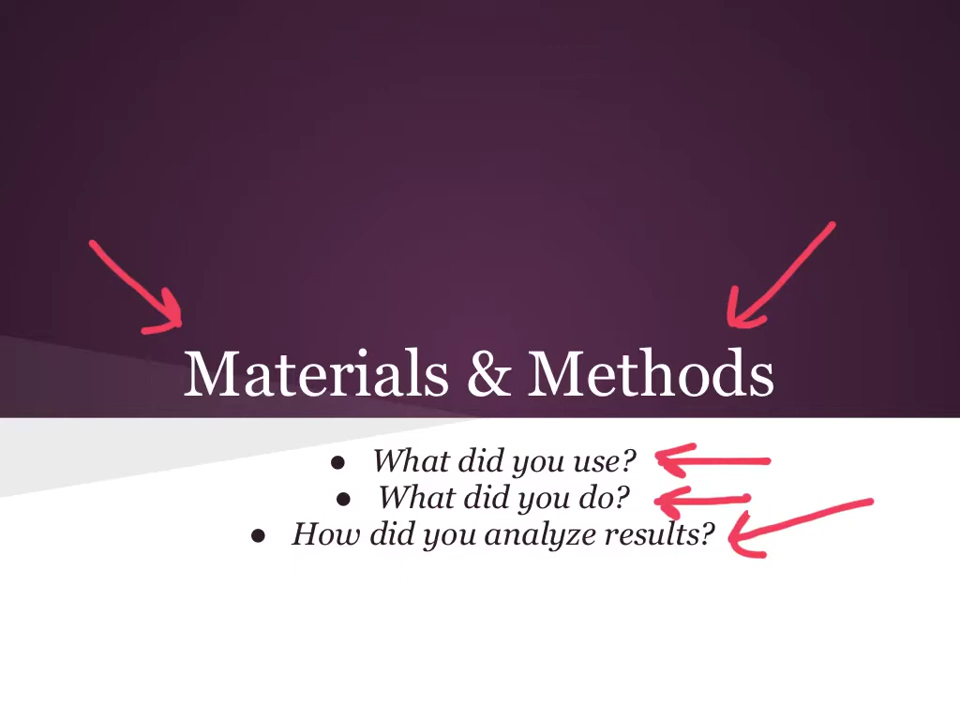 Materials & Methods
● What did you use?
● What did you do?
● How did you analyze results?